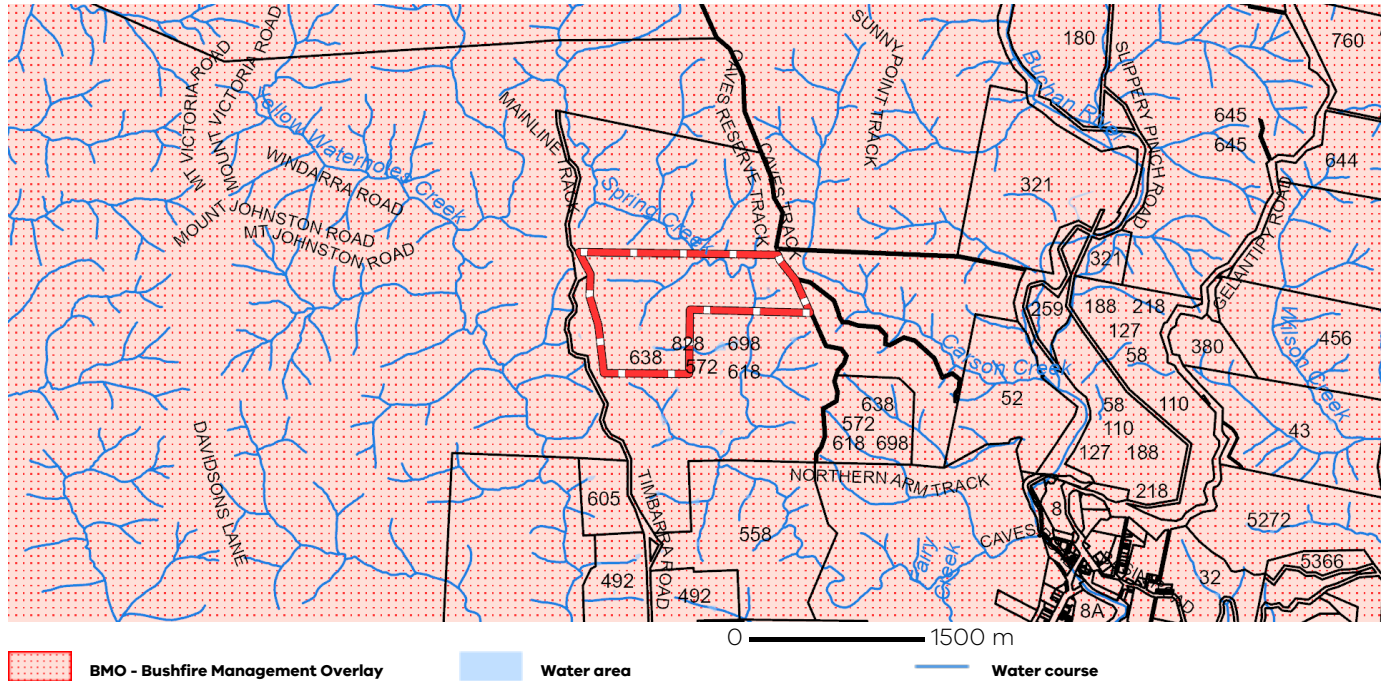 180
760
SUNNY POINT TRACK
SLIPPERY PINCH ROAD
Buchan River
MT VICTORIA ROAD
MOUNT VICTORIA ROAD
CAVES RESERVE TRACK
CAVES TRACK
Yellow Waterholes Creek
645
645
644
WINDARRA ROAD
321
Spring Creek
MOUNT JOHNSTON ROAD
MT JOHNSTON ROAD
GELANTIPY ROAD
321
259
188
218
127
58
380
456
Wilson Creek
828
698
638
572
618
Carson Creek
52
638
572
618
698
58
110
110
127
188
43
218
DAVIDSONS LANE
NORTHERN ARM TRACK
TIMBARRA ROAD
605
558
8
5272
Fairy Creek
492
492
32
5366
8A
0
1500 m
BMO - Bushfire Management Overlay
Water area
Water course